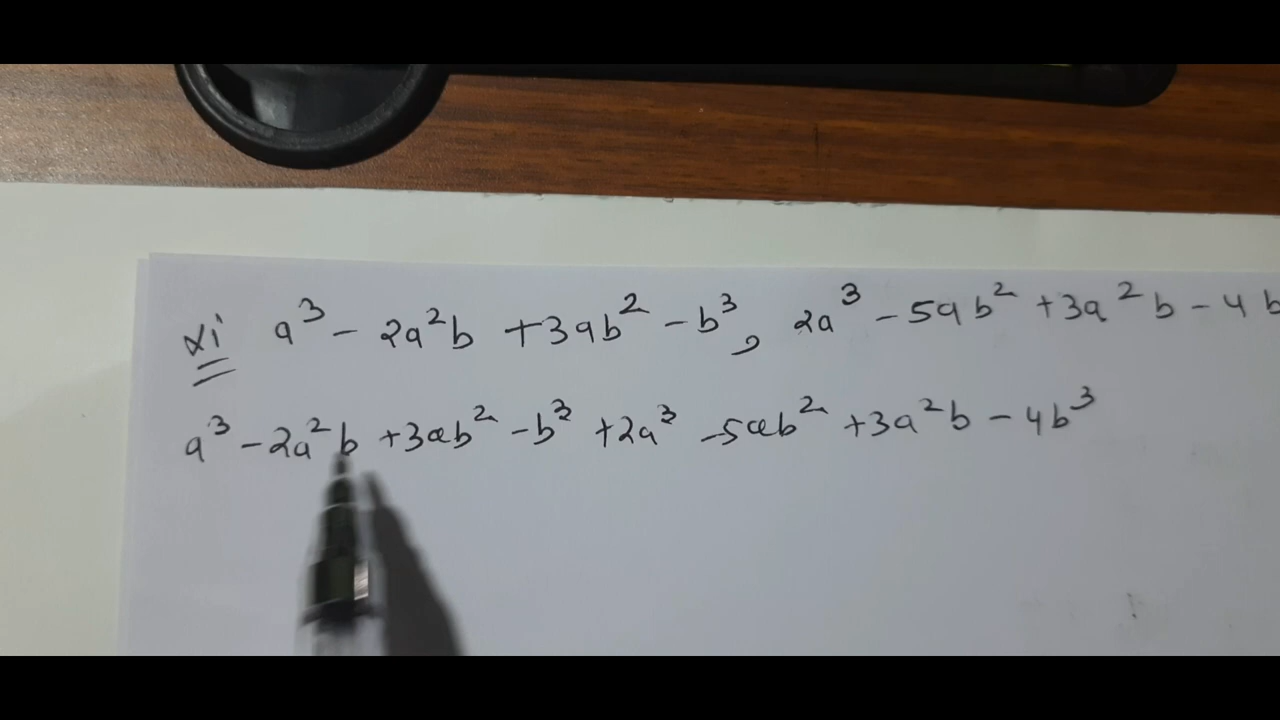 xi a³ - 2a²b + 3ab² - b³, 2a³ - 5ab² + 3a²b - 4b
a³ - 2a²b + 3ab² - b³ + 2a³ - 5ab² + 3a²b - 4b³